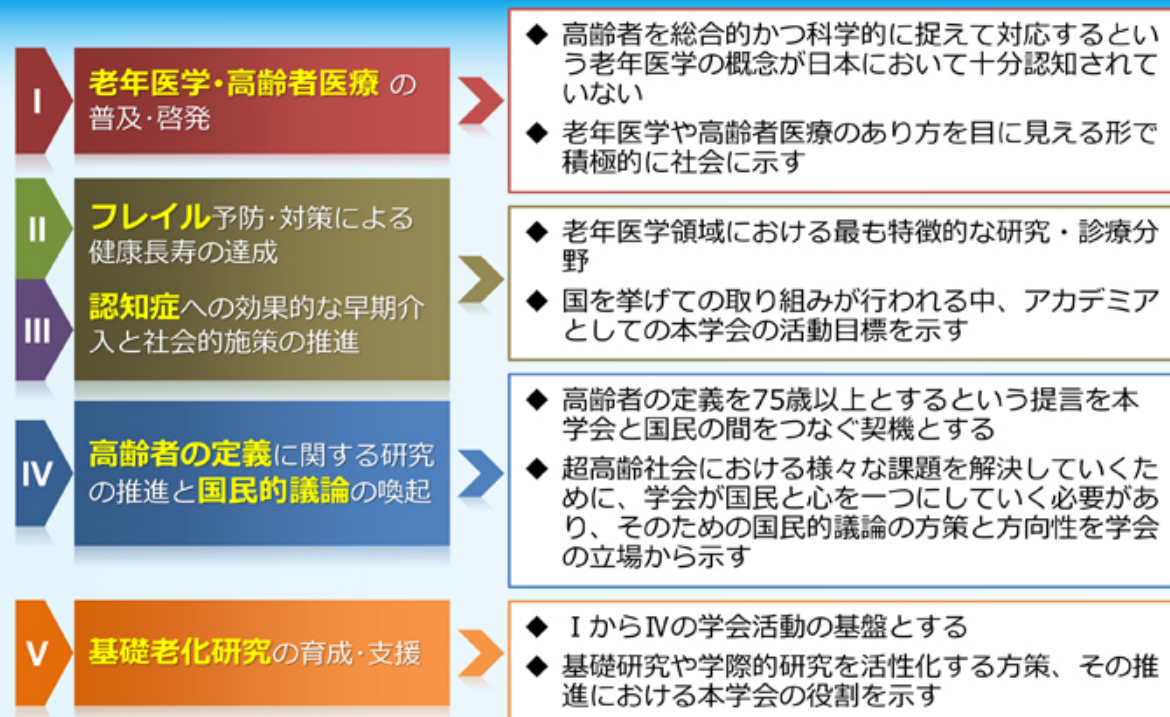 I
老年医学・高齢者医療 の
普及・啓発
◆ 高齢者を総合的かつ科学的に捉えて対応するとい
う老年医学の概念が日本において十分認知されて
いない
◆ 老年医学や高齢者医療のあり方を目に見える形で
積極的に社会に示す
II
フレイル予防・対策による
健康長寿の達成
III
認知症への効果的な早期介
入と社会的施策の推進
◆ 老年医学領域における最も特徴的な研究・診療分
野
◆ 国を挙げての取り組みが行われる中、アカデミア
としての本学会の活動目標を示す
IV
高齢者の定義に関する研究
の推進と国民的議論の喚起
◆ 高齢者の定義を75歳以上とするという提言を本
学会と国民の間をつなぐ契機とする
◆ 超高齢社会における様々な課題を解決していくた
めに、学会が国民と心を一つにしていく必要があ
り、そのための国民的議論の方策と方向性を学会
の立場から示す
V
基礎老化研究の育成・支援
◆ ⅠからⅣの学会活動の基盤とする
◆ 基礎研究や学際的研究を活性化する方策、その推
進における本学会の役割を示す